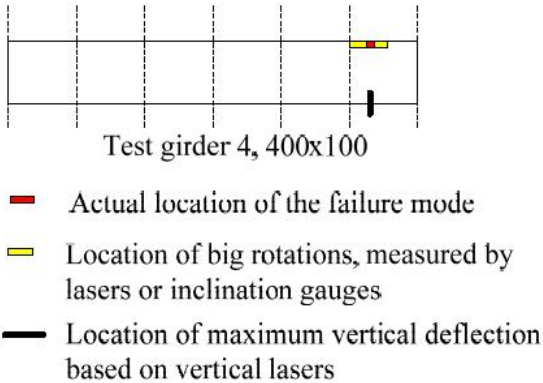 Test girder 4, 400x100
Actual location of the failure mode
Location of big rotations, measured by
lasers or inclination gauges
Location of maximum vertical deflection
based on vertical lasers